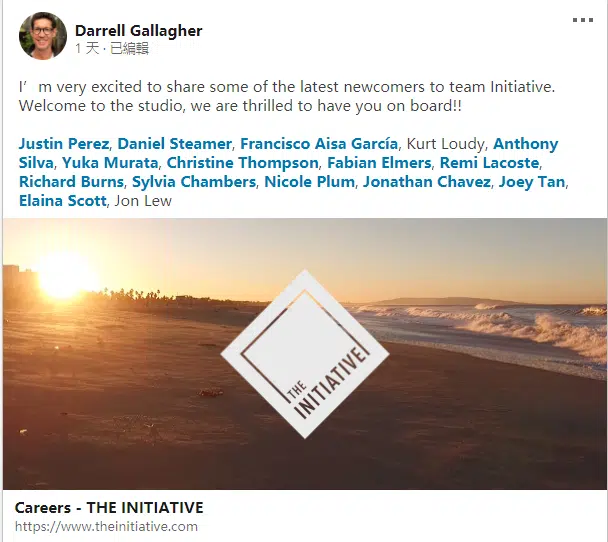 Darrell Gallagher
1 天 · 已編輯
I’m very excited to share some of the latest newcomers to team Initiative.
Welcome to the studio, we are thrilled to have you on board!!
Justin Perez, Daniel Steamer, Francisco Aisa García, Kurt Loudy, Anthony
Silva, Yuka Murata, Christine Thompson, Fabian Elmers, Remi Lacoste,
Richard Burns, Sylvia Chambers, Nicole Plum, Jonathan Chavez, Joey Tan,
Elaina Scott, Jon Lew
THE
INITIATIVE
Careers - THE INITIATIVE
https://www.theinitiative.com